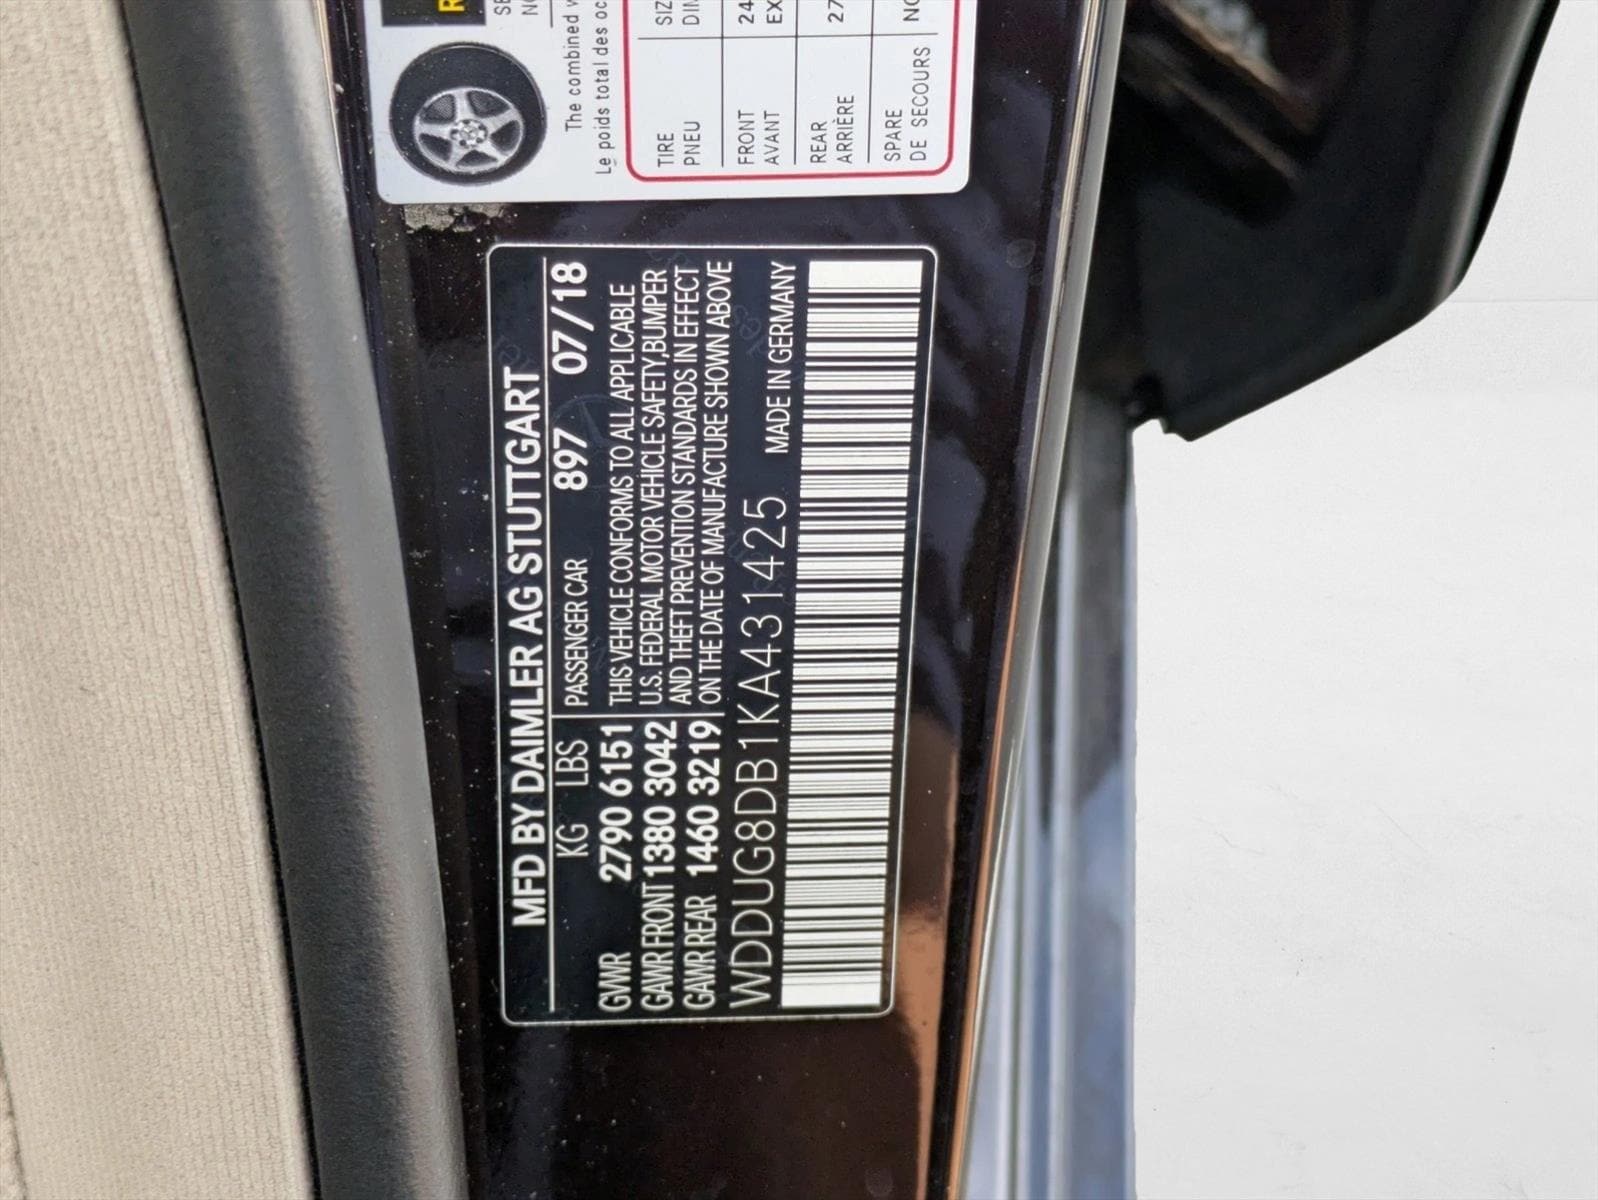 MFD BY DAIMLER AG STUTTGART
KG LBS PASSENGER CAR 897 07/18
GVWR 2790 6151 THIS VEHICLE CONFORMS TO ALL APPLICABLE
GAWR FRONT 1380 3042 U.S. FEDERAL MOTOR VEHICLE SAFETY,BUMPER
GAWR REAR 1460 3219 AND THEFT PREVENTION STANDARDS IN EFFECT
ON THE DATE OF MANUFACTURE SHOWN ABOVE
WDDUG8DB1KA431425 MADE IN GERMANY
The combined
Le poids total des oc
TIRE
PNEU
FRONT
AVANT
REAR
ARRIÈRE
SPARE
DE SECOURS